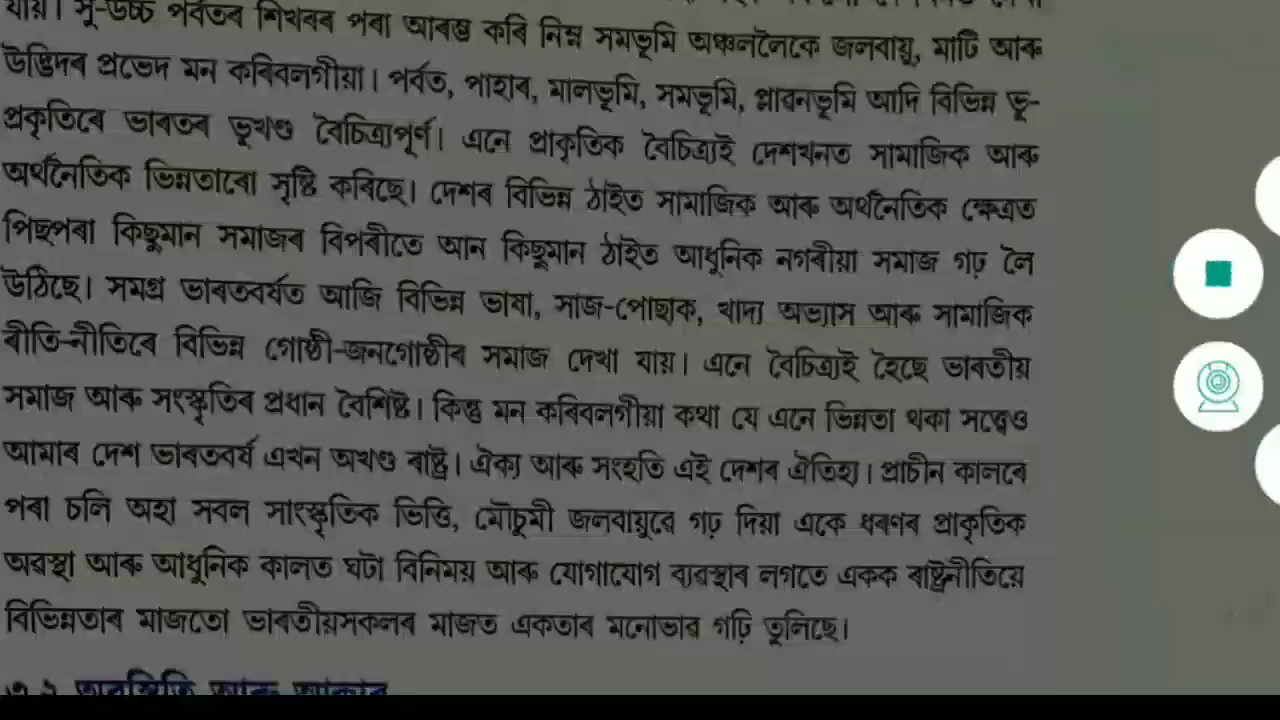 যায়। সু-উচ্চ পৰ্বতৰ শিখৰৰ পৰা আৰম্ভ কৰি নিম্ন সমভূমি অঞ্চললৈকে জলবায়ু, মাটি আৰু
উদ্ভিদৰ প্ৰভেদ মন কৰিবলগীয়া। পৰ্বত, পাহাৰ, মালভূমি, সমভূমি, প্লাৱনভূমি আদি বিভিন্ন ভূ-
প্ৰকৃতিৰে ভাৰতৰ ভূখণ্ড বৈচিত্ৰ্যপূৰ্ণ। এনে প্ৰাকৃতিক বৈচিত্ৰ্যই দেশখনত সামাজিক আৰু
অৰ্থনৈতিক ভিন্নতাৰো সৃষ্টি কৰিছে। দেশৰ বিভিন্ন ঠাইত সামাজিক আৰু অৰ্থনৈতিক ক্ষেত্ৰত
পিছপৰা কিছুমান সমাজৰ বিপৰীতে আন কিছুমান ঠাইত আধুনিক নগৰীয়া সমাজ গঢ় লৈ
উঠিছে। সমগ্ৰ ভাৰতবৰ্ষত আজি বিভিন্ন ভাষা, সাজ-পোছাক, খাদ্য অভ্যাস আৰু সামাজিক
ৰীতি-নীতিৰে বিভিন্ন গোষ্ঠী-জনগোষ্ঠীৰ সমাজ দেখা যায়। এনে বৈচিত্ৰ্যই হৈছে ভাৰতীয়
সমাজ আৰু সংস্কৃতিৰ প্ৰধান বৈশিষ্ট। কিন্তু মন কৰিবলগীয়া কথা যে এনে ভিন্নতা থকা সত্ত্বেও
আমাৰ দেশ ভাৰতবৰ্ষ এখন অখণ্ড ৰাষ্ট্ৰ। ঐক্য আৰু সংহতি এই দেশৰ ঐতিহ্য। প্ৰাচীন কালৰে
পৰা চলি অহা সবল সাংস্কৃতিক ভিত্তি, মৌচুমী জলবায়ুৱে গঢ় দিয়া একে ধৰণৰ প্ৰাকৃতিক
অৱস্থা আৰু আধুনিক কালত ঘটা বিনিময় আৰু যোগাযোগ ব্যৱস্থাৰ লগতে একক ৰাষ্ট্ৰনীতিয়ে
বিভিন্নতাৰ মাজতো ভাৰতীয়সকলৰ মাজত একতাৰ মনোভাৱ গঢ়ি তুলিছে।